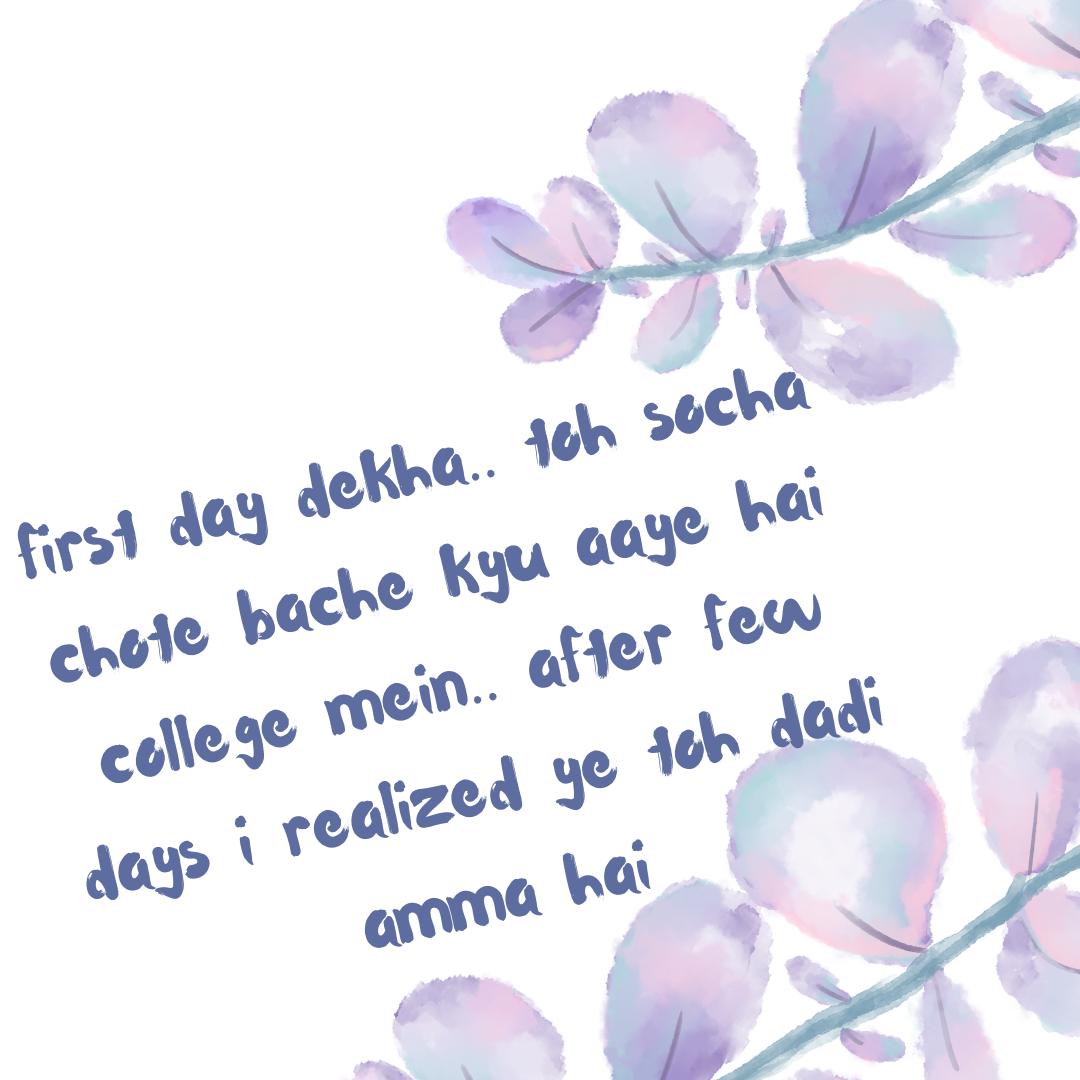 first day dekha.. toh socha
chote bache kyu aaye hai
college mein.. after few
days i realized ye toh dadi
amma hai